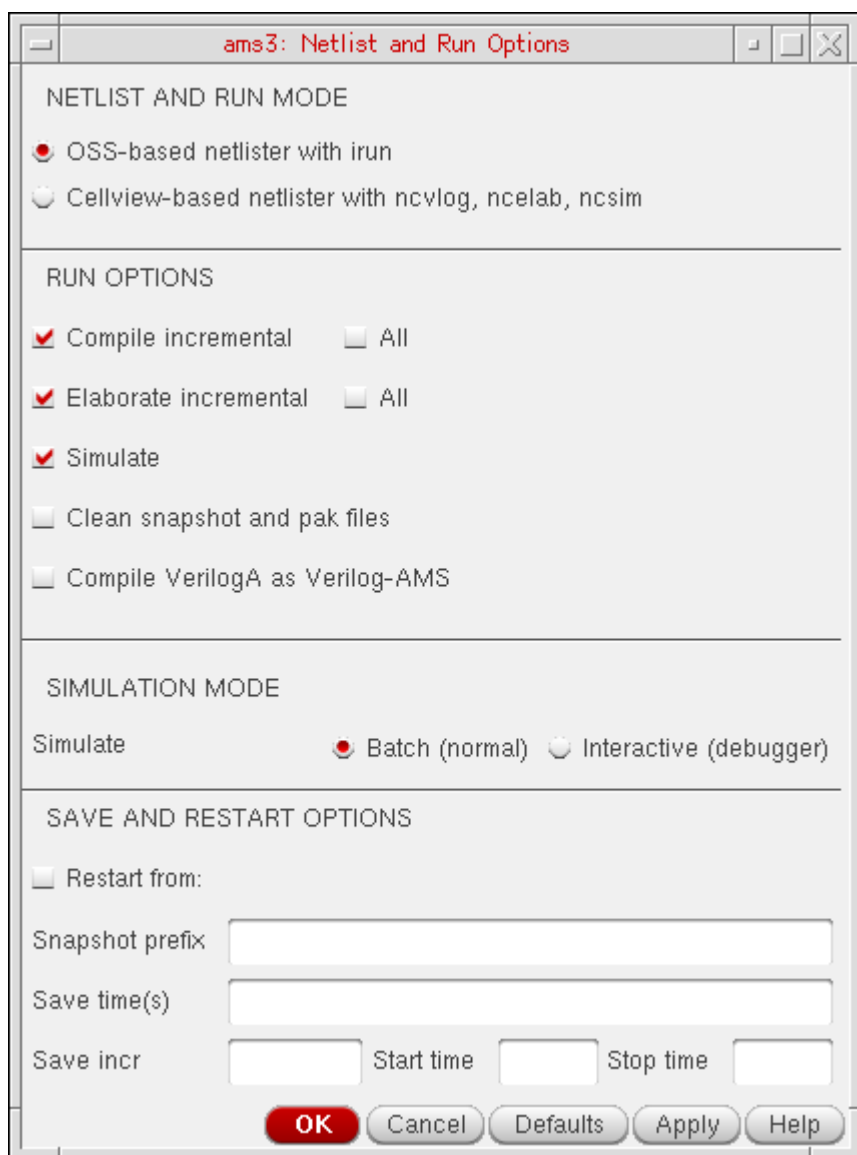 ams3: Netlist and Run Options
NETLIST AND RUN MODE
OSS-based netlister with irun
Cellview-based netlister with ncvlog, ncelab, ncsim
RUN OPTIONS
Compile incremental All
Elaborate incremental All
Simulate
Clean snapshot and pak files
Compile VerilogA as Verilog-AMS
SIMULATION MODE
Simulate Batch (normal) Interactive (debugger)
SAVE AND RESTART OPTIONS
Restart from:
Snapshot prefix
Save time(s)
Save incr Start time Stop time
OK Cancel Defaults Apply Help